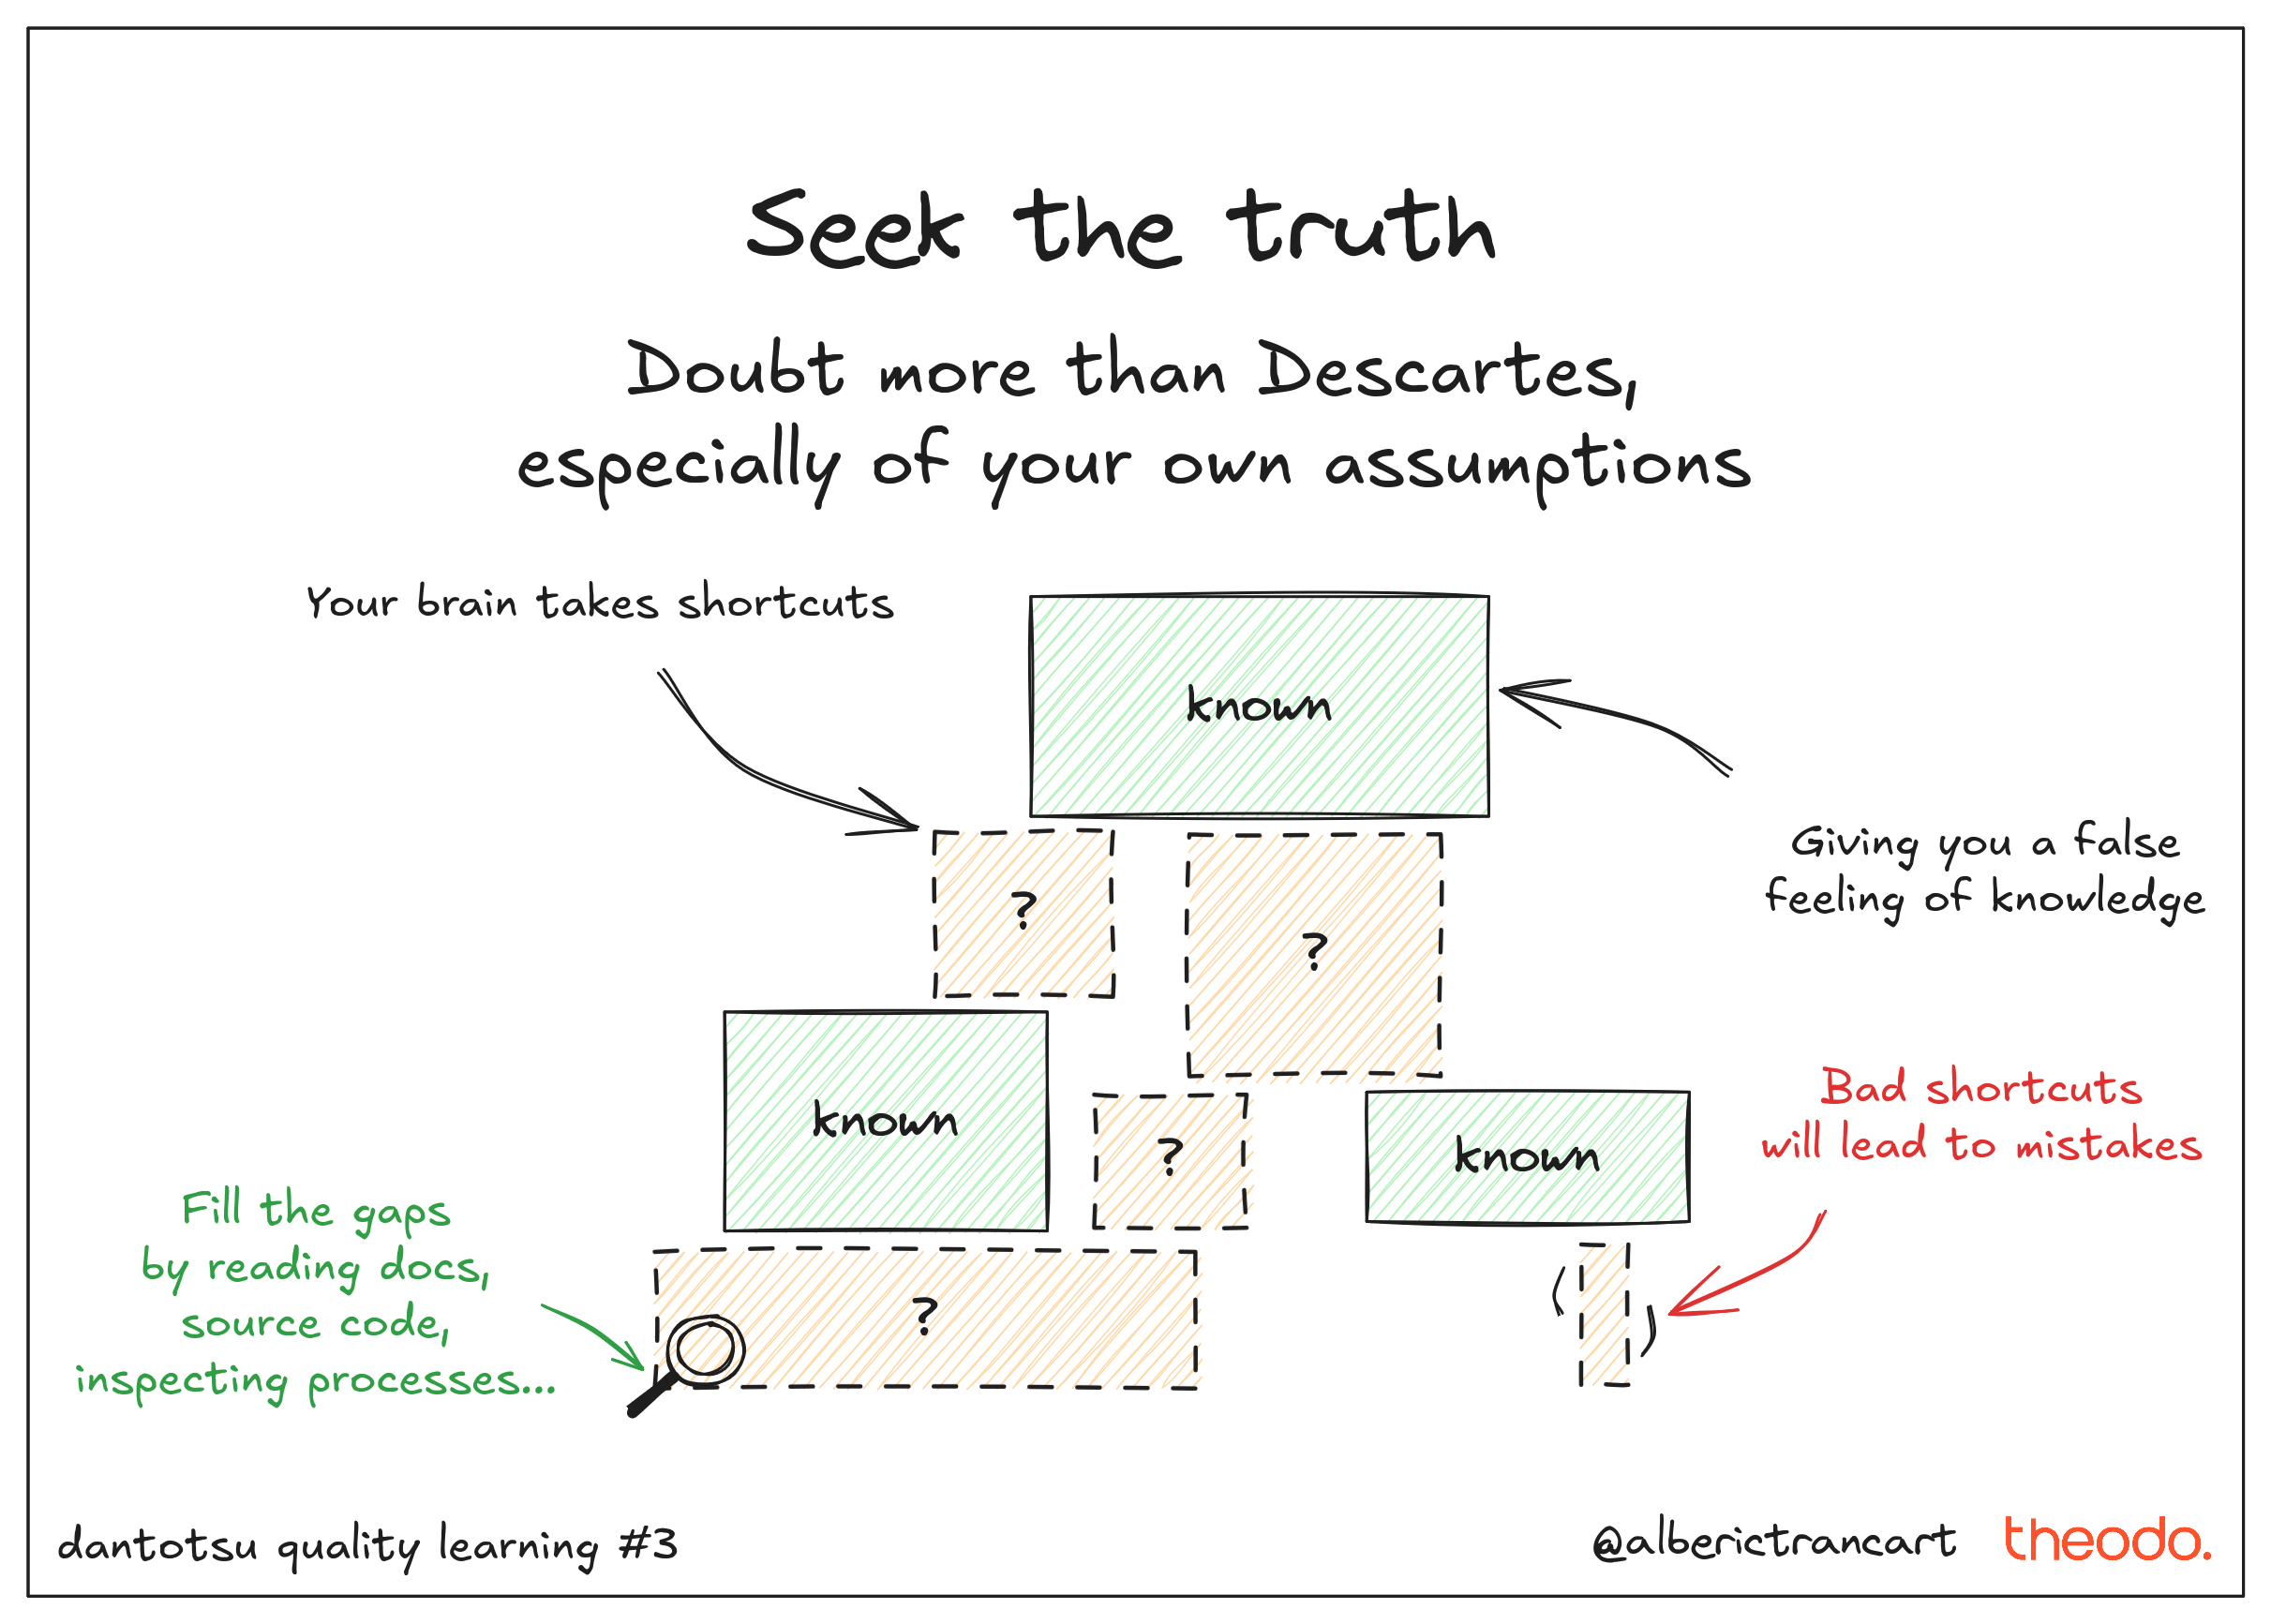 Seek the truth
Doubt more than Descartes,
especially of your own assumptions
Your brain takes shortcuts
known
Giving you a false
feeling of knowledge
?
?
known
?
known
Bad shortcuts
will lead to mistakes
Fill the gaps
by reading docs,
source code,
inspecting processes...
?
dantotsu quality learning #3
@alberictrancart
theodo.